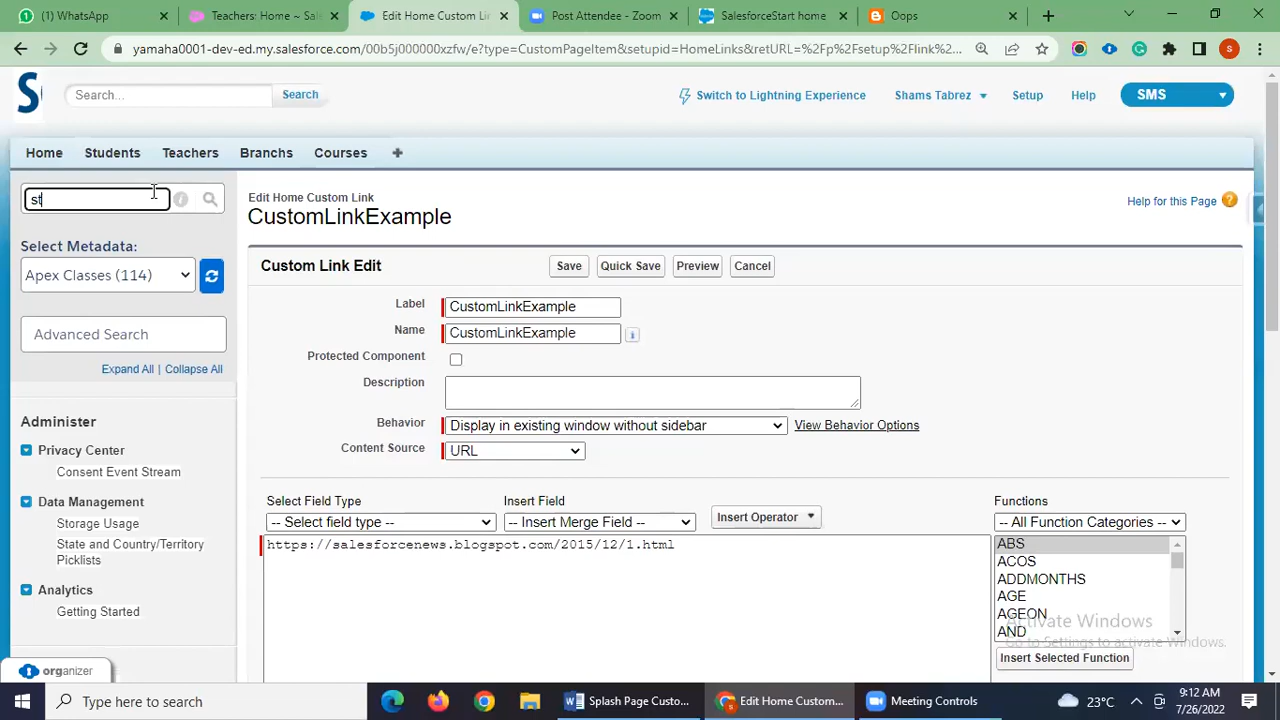 (1) WhatsApp
Teachers: Home ~ Sales
Edit Home Custom Link
Post Attendee - Zoom
SalesforceStart home
Oops
yamaha0001-dev-ed.my.salesforce.com/00b5j000000xzfw/e?type=CustomPageItem&setupid=HomeLinks&retURL=%2Fp%2Fsetup%2Flink%2...
S
Search...
Search
Switch to Lightning Experience
Shams Tabrez
Setup
Help
SMS
Home
Students
Teachers
Branchs
Courses
st
Edit Home Custom Link
CustomLinkExample
Help for this Page
Select Metadata:
Apex Classes (114)
Custom Link Edit
Save
Quick Save
Preview
Cancel
Label
CustomLinkExample
Name
CustomLinkExample
Advanced Search
Protected Component
Expand All | Collapse All
Description
Administer
Behavior
Display in existing window without sidebar
View Behavior Options
Privacy Center
Content Source
URL
Consent Event Stream
Data Management
Select Field Type
Insert Field
Functions
Storage Usage
-- Select field type --
-- Insert Merge Field --
Insert Operator
-- All Function Categories --
State and Country/Territory
Picklists
https://salesforcenews.blogspot.com/2015/12/1.html
ABS
ACOS
ADDMONTHS
AGE
AGEON
AND
Analytics
Getting Started
Activate Windows
Go to Settings to activate Windows.
Insert Selected Function
organizer
Type here to search
Splash Page Custo...
Edit Home Custom...
Meeting Controls
23°C
9:12 AM
7/26/2022